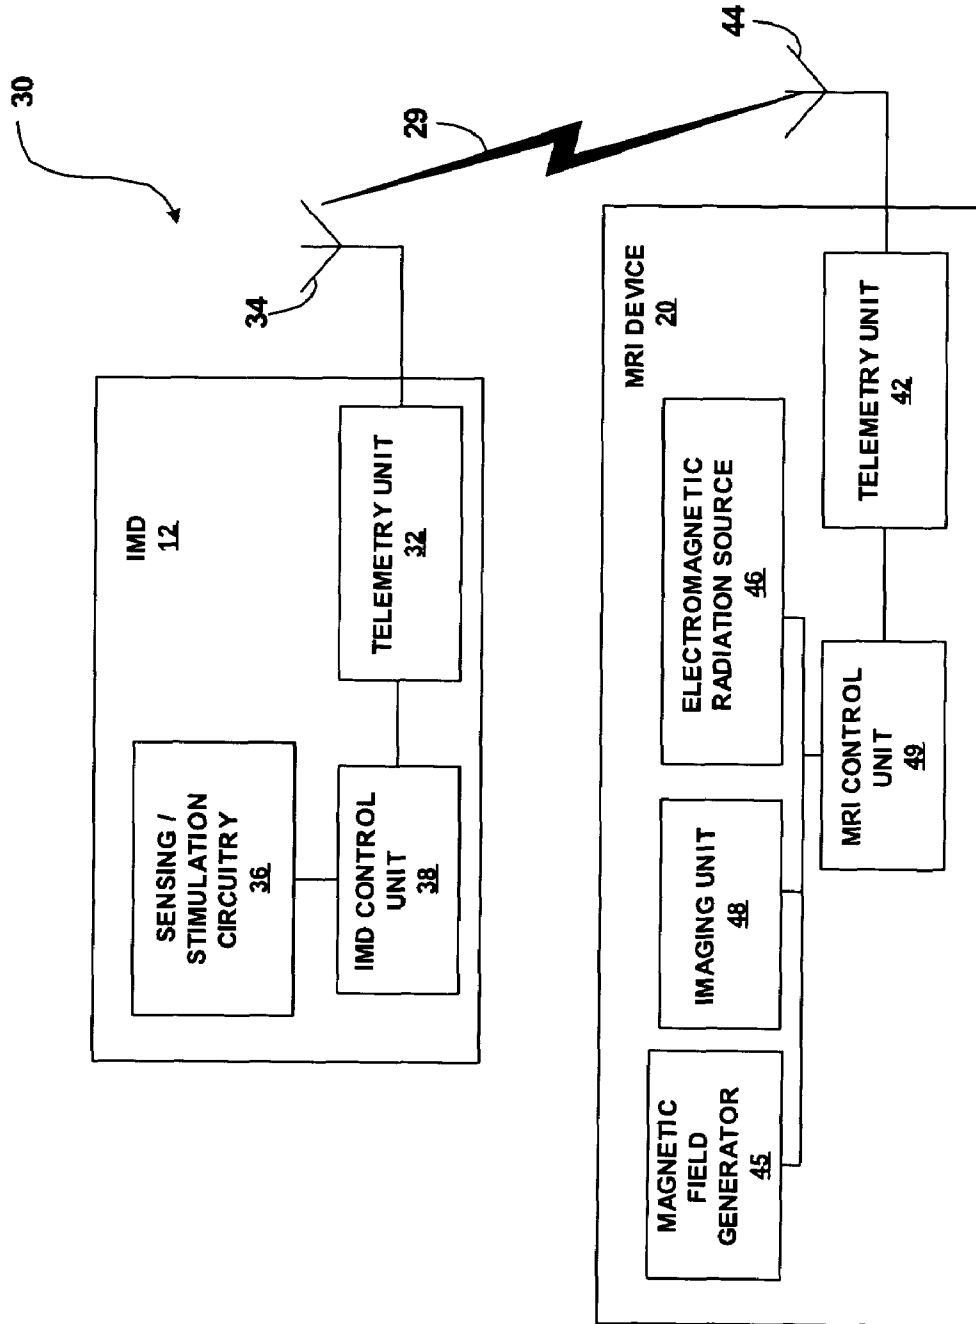 30
IMD
12
SENSING /
STIMULATION
CIRCUITRY
36
IMD CONTROL
UNIT
38
TELEMETRY UNIT
32
34
29
44
MRI DEVICE
20
MAGNETIC
FIELD
GENERATOR
45
IMAGING UNIT
48
ELECTROMAGNETIC
RADIATION SOURCE
46
MRI CONTROL
UNIT
49
TELEMETRY UNIT
42